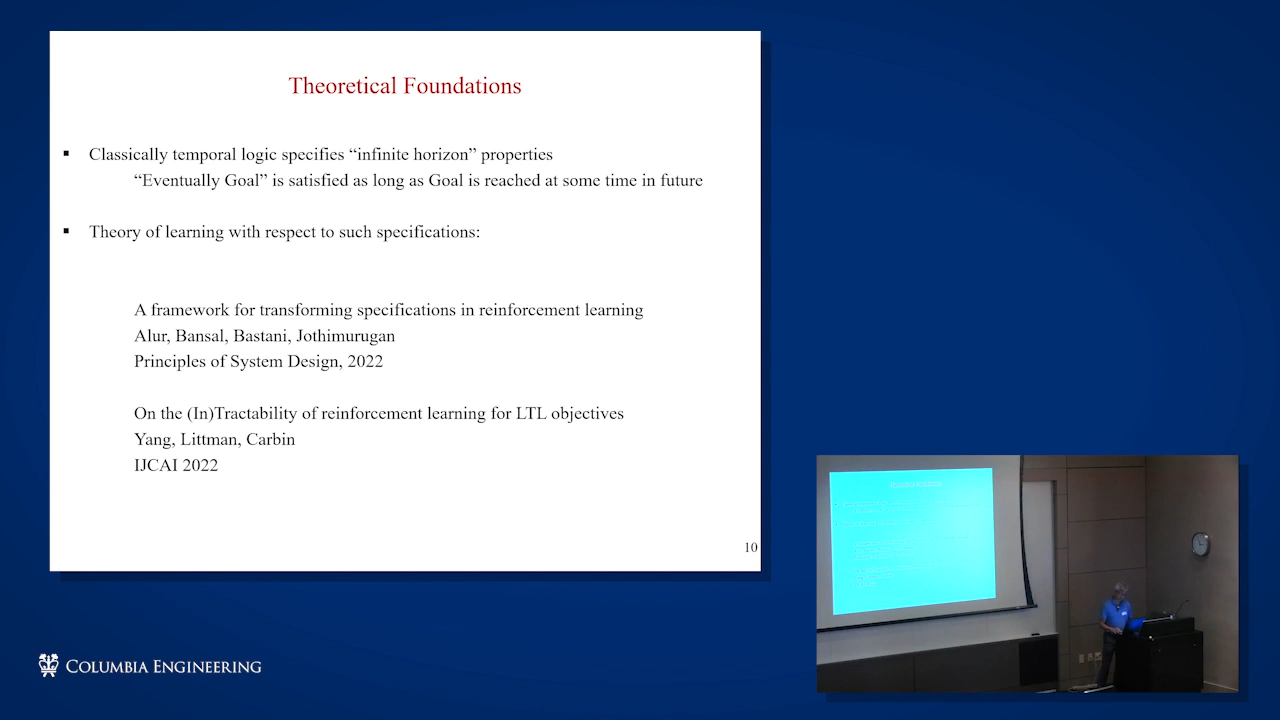 Theoretical Foundations
▪ Classically temporal logic specifies “infinite horizon” properties
“Eventually Goal” is satisfied as long as Goal is reached at some time in future
▪ Theory of learning with respect to such specifications:
A framework for transforming specifications in reinforcement learning
Alur, Bansal, Bastani, Jothimurugan
Principles of System Design, 2022
On the (In)Tractability of reinforcement learning for LTL objectives
Yang, Littman, Carbin
IJCAI 2022
10
COLUMBIA ENGINEERING
Theoretical Foundations